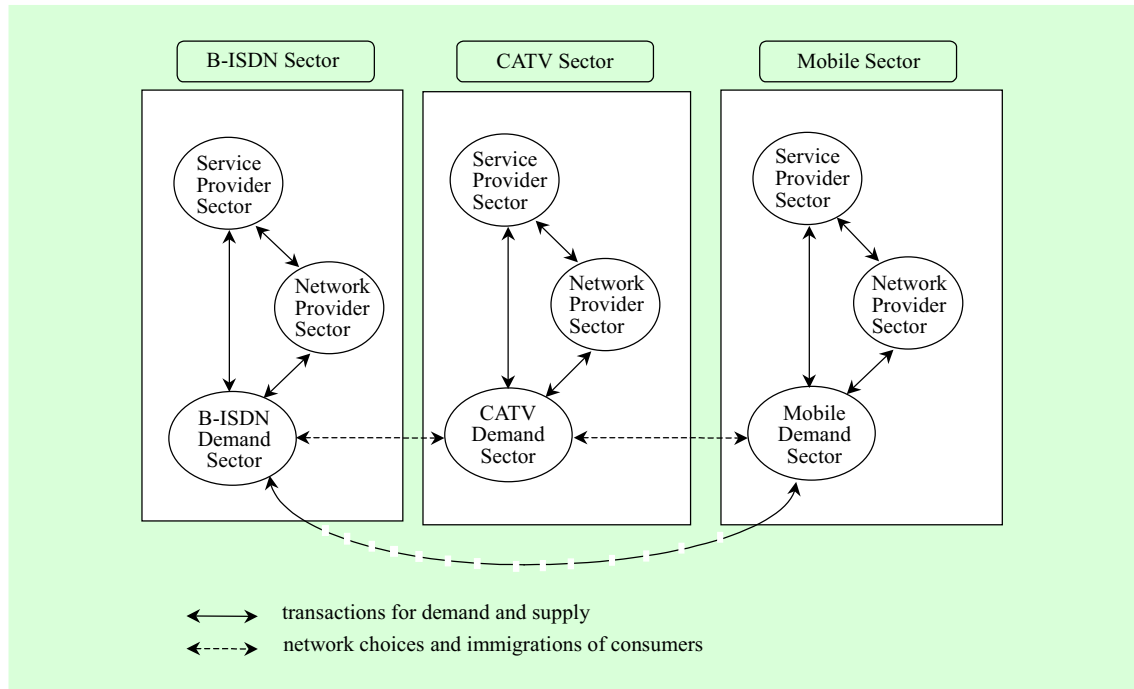 B-ISDN Sector
CATV Sector
Mobile Sector
Service
Provider
Sector
Network
Provider
Sector
B-ISDN
Demand
Sector
Service
Provider
Sector
Network
Provider
Sector
CATV
Demand
Sector
Service
Provider
Sector
Network
Provider
Sector
Mobile
Demand
Sector
transactions for demand and supply
network choices and immigrations of consumers